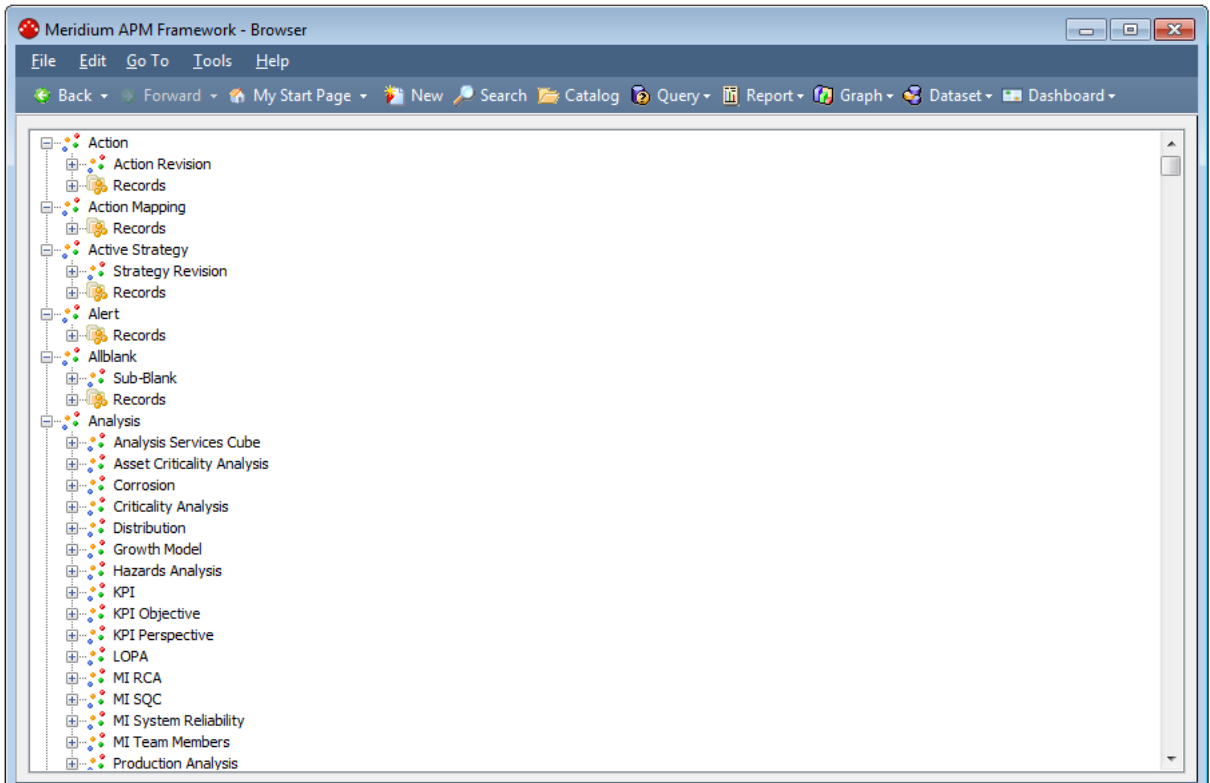 Meridium APM Framework - Browser
File Edit Go To Tools Help
Back Forward My Start Page New Search Catalog Query Report Graph Dataset Dashboard
Action
Action Revision
Records
Action Mapping
Records
Active Strategy
Strategy Revision
Records
Alert
Records
Allblank
Sub-Blank
Records
Analysis
Analysis Services Cube
Asset Criticality Analysis
Corrosion
Criticality Analysis
Distribution
Growth Model
Hazards Analysis
KPI
KPI Objective
KPI Perspective
LOPA
MI RCA
MI SQC
MI System Reliability
MI Team Members
Production Analysis